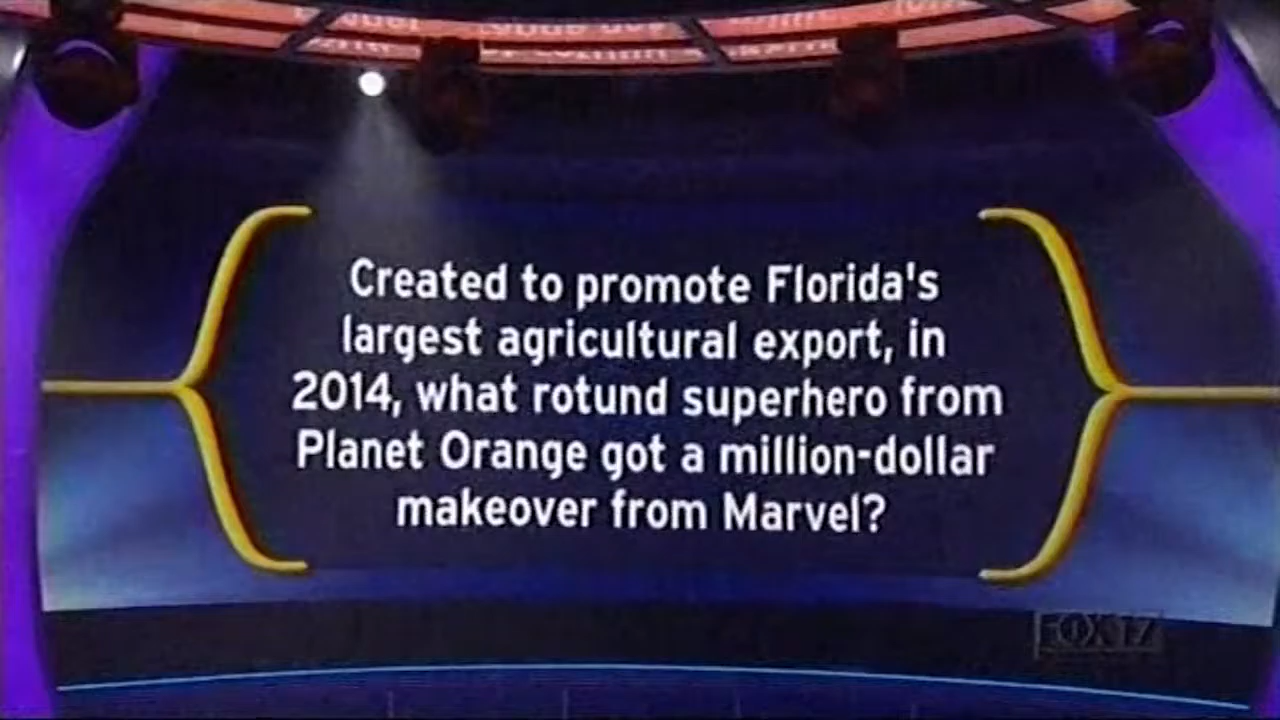 Created to promote Florida's
largest agricultural export, in
2014, what rotund superhero from
Planet Orange got a million-dollar
makeover from Marvel?
FOX 17